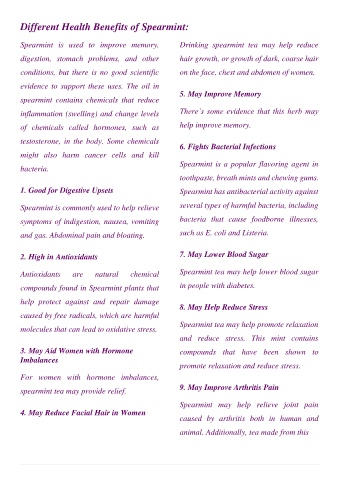 Different Health Benefits of Spearmint:
Spearmint is used to improve memory,
digestion, stomach problems, and other
conditions, but there is no good scientific
evidence to support these uses. The oil in
spearmint contains chemicals that reduce
inflammation (swelling) and change levels
of chemicals called hormones, such as
testosterone, in the body. Some chemicals
might also harm cancer cells and kill
bacteria.
1. Good for Digestive Upsets
Spearmint is commonly used to help relieve
symptoms of indigestion, nausea, vomiting
and gas. Abdominal pain and bloating.
2. High in Antioxidants
Antioxidants are natural chemical
compounds found in Spearmint plants that
help protect against and repair damage
caused by free radicals, which are harmful
molecules that can lead to oxidative stress.
3. May Aid Women with Hormone
Imbalances
For women with hormone imbalances,
spearmint tea may provide relief.
4. May Reduce Facial Hair in Women
Drinking spearmint tea may help reduce
hair growth, or growth of dark, coarse hair
on the face, chest and abdomen of women.
5. May Improve Memory
There's some evidence that this herb may
help improve memory.
6. Fights Bacterial Infections
Spearmint is a popular flavoring agent in
toothpaste, breath mints and chewing gums.
Spearmint has antibacterial activity against
several types of harmful bacteria, including
bacteria that cause foodborne illnesses,
such as E. coli and Listeria.
7. May Lower Blood Sugar
Spearmint tea may help lower blood sugar
in people with diabetes.
8. May Help Reduce Stress
Spearmint tea may help promote relaxation
and reduce stress. This mint contains
compounds that have been shown to
promote relaxation and reduce stress.
9. May Improve Arthritis Pain
Spearmint may help relieve joint pain
caused by arthritis both in human and
animal. Additionally, tea made from this